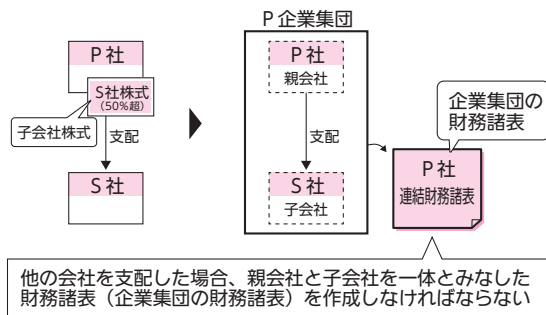 P社
S社株式
(50%超)
子会社株式
支配
S社
P企業集団
P社
親会社
支配
S社
子会社
企業集団の
財務諸表
P社
連結財務諸表
他の会社を支配した場合、親会社と子会社を一体とみなした
財務諸表（企業集団の財務諸表）を作成しなければならない